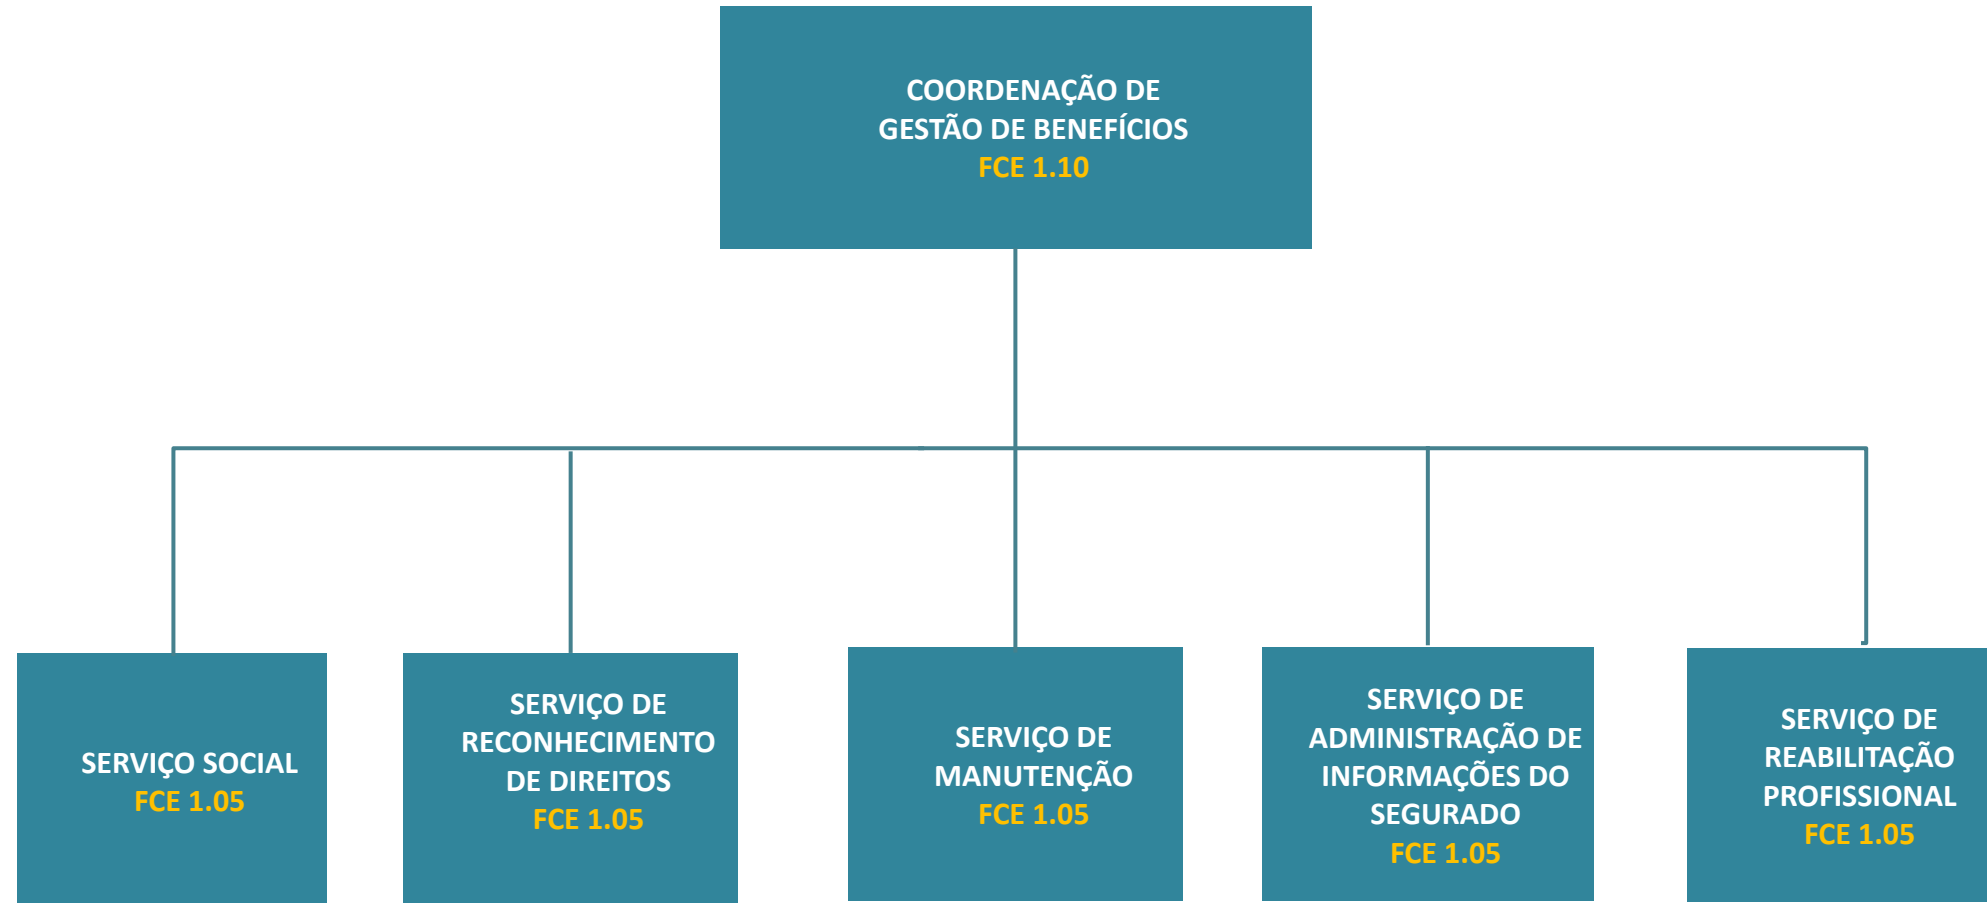 COORDENAÇÃO DE
GESTÃO DE BENEFÍCIOS
FCE 1.10
SERVIÇO SOCIAL
FCE 1.05
SERVIÇO DE
RECONHECIMENTO
DE DIREITOS
FCE 1.05
SERVIÇO DE
MANUTENÇÃO
FCE 1.05
SERVIÇO DE
ADMINISTRAÇÃO DE
INFORMAÇÕES DO
SEGURADO
FCE 1.05
SERVIÇO DE
REABILITAÇÃO
PROFISSIONAL
FCE 1.05